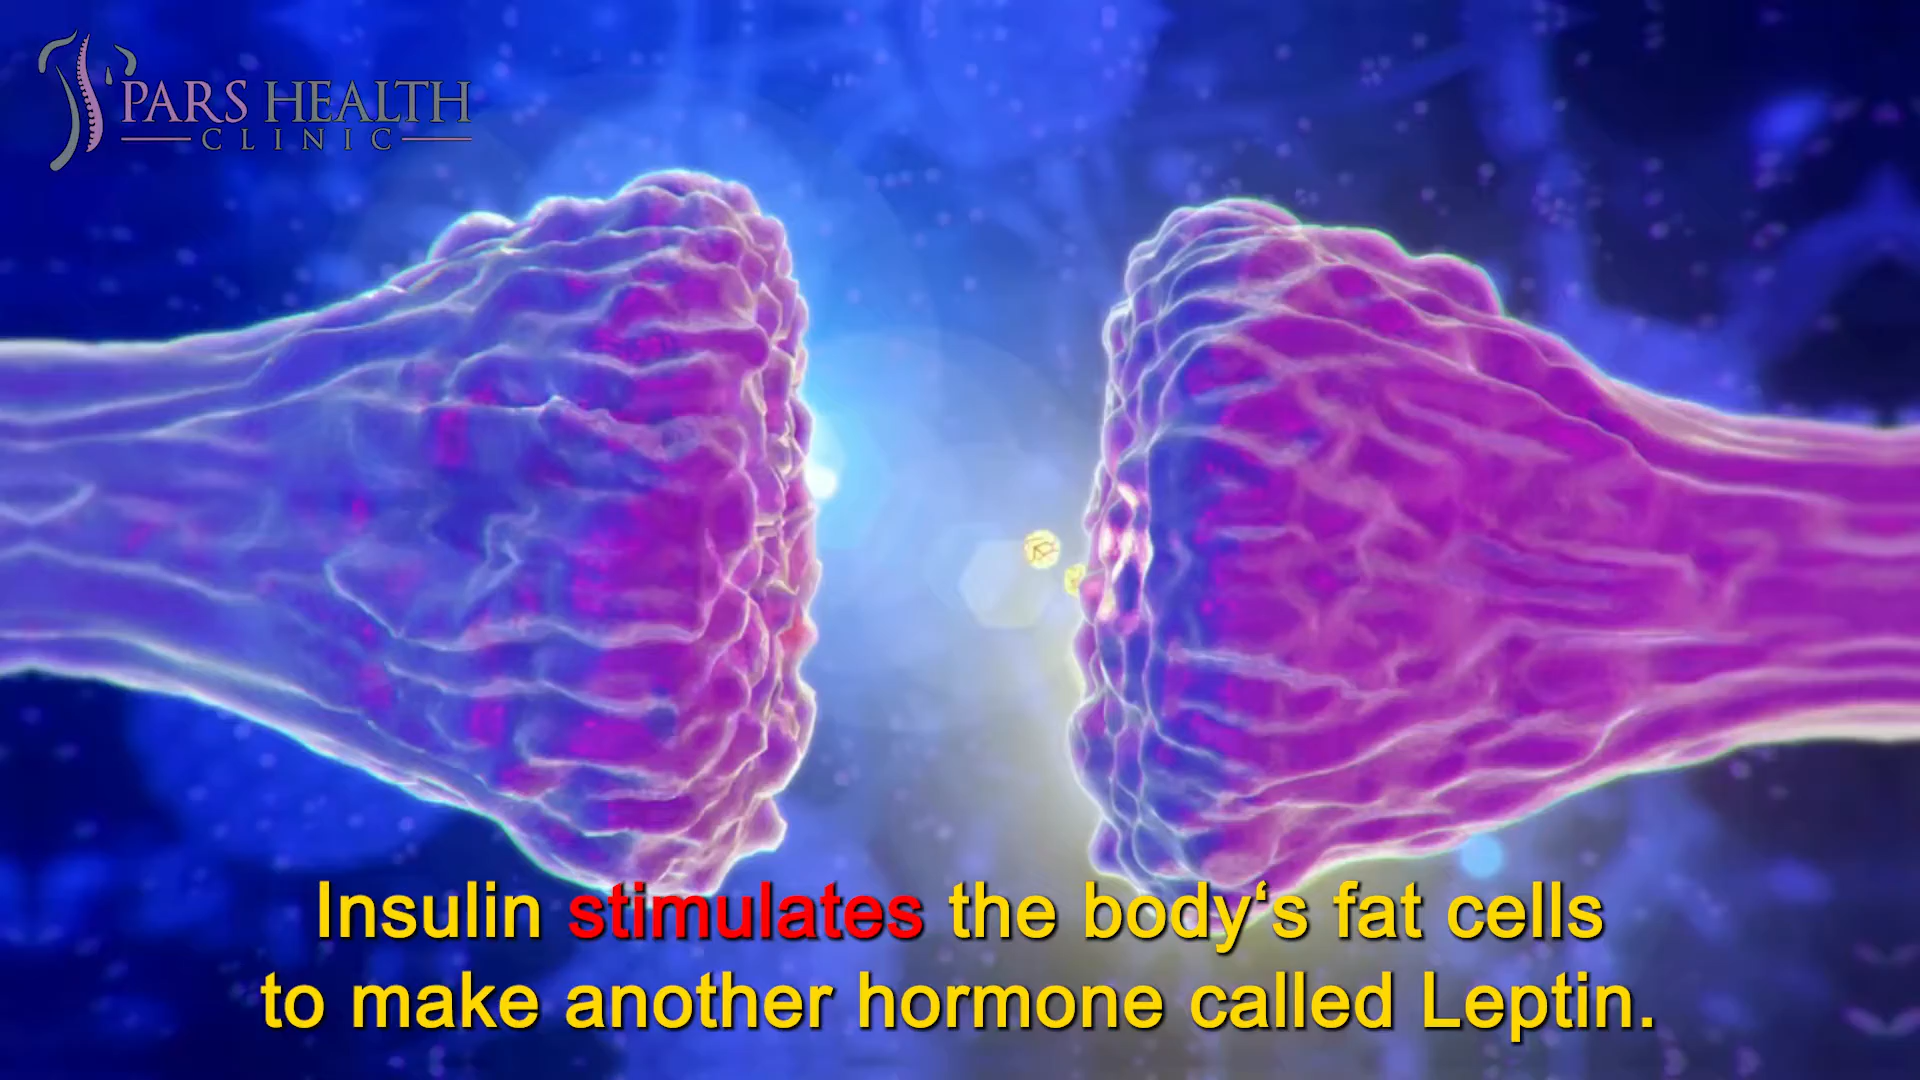 PARS HEALTH
CLINIC
Insulin stimulates the body‘s fat cells
to make another hormone called Leptin.